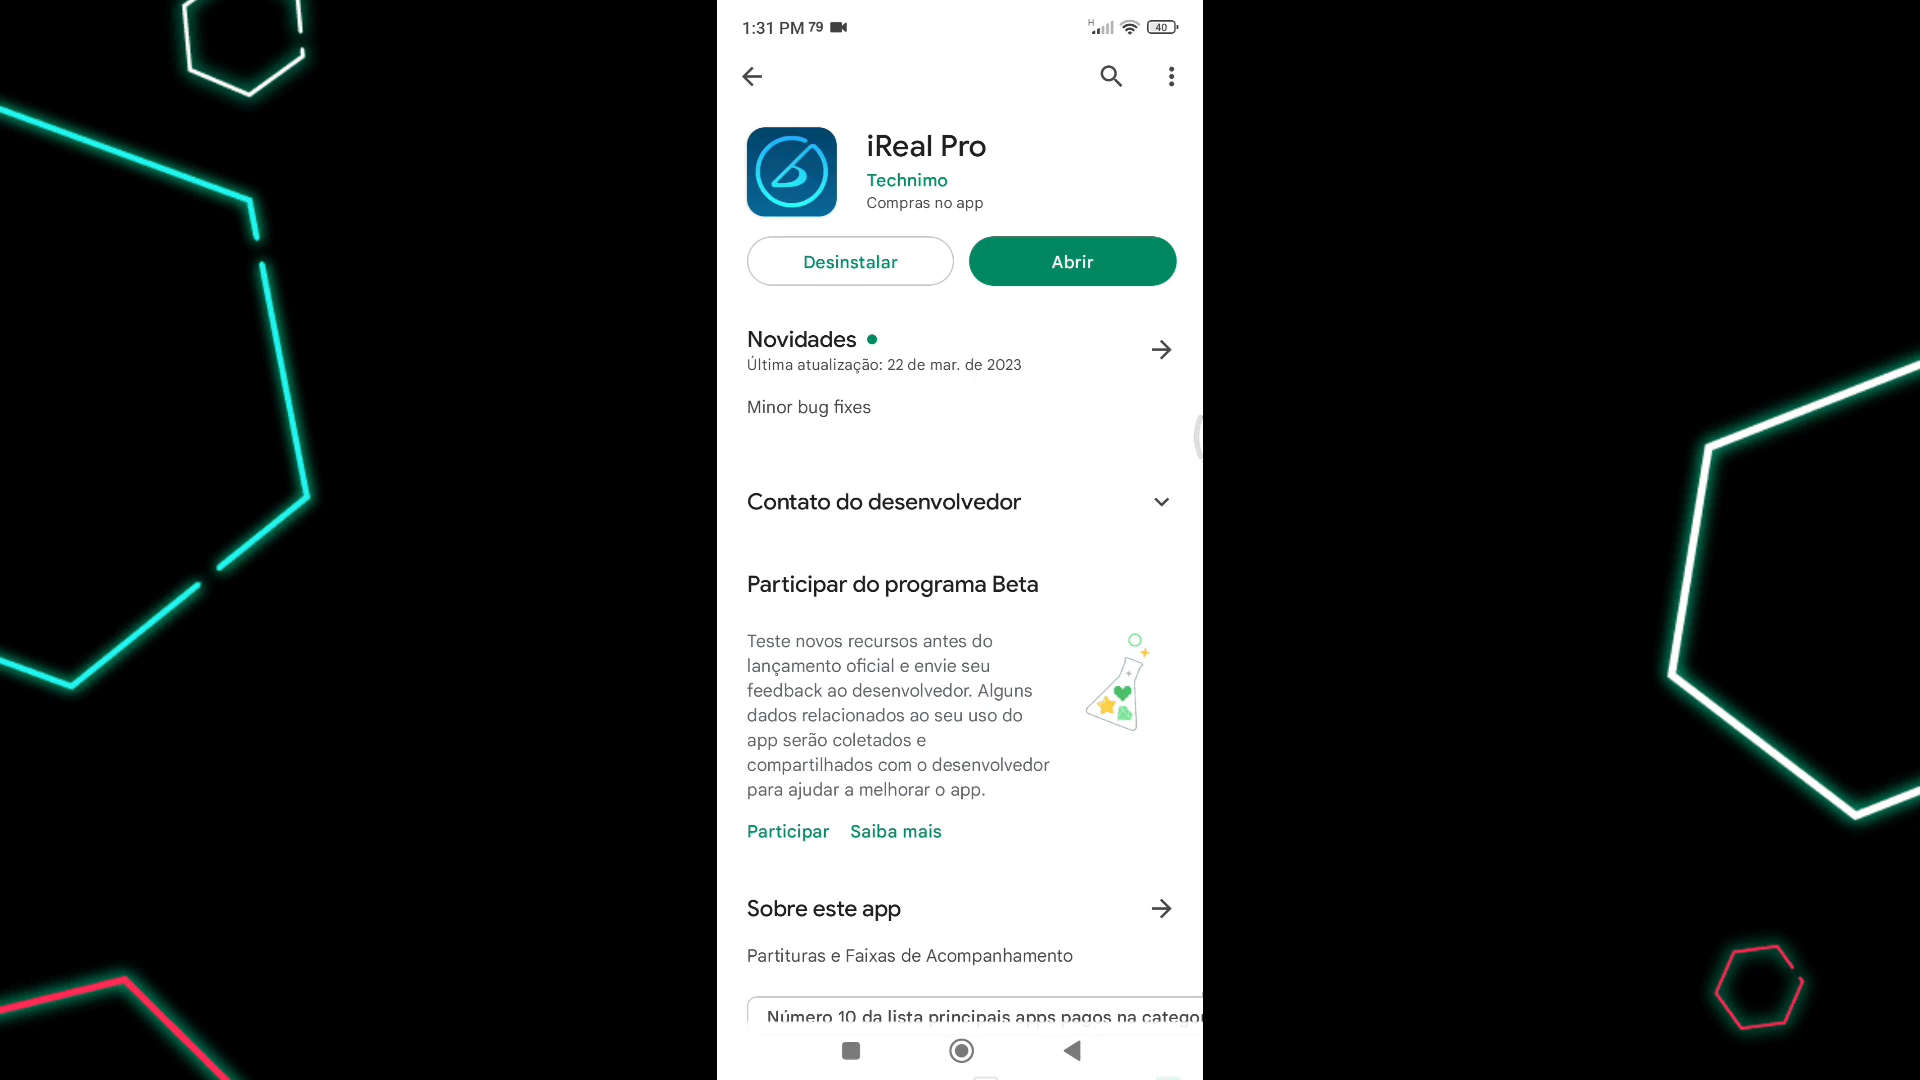 1:31 PM 79
H
40
iReal Pro
Technimo
Compras no app
Desinstalar
Abrir
Novidades
Última atualização: 22 de mar. de 2023
Minor bug fixes
Contato do desenvolvedor
Participar do programa Beta
Teste novos recursos antes do
lançamento oficial e envie seu
feedback ao desenvolvedor. Alguns
dados relacionados ao seu uso do
app serão coletados e
compartilhados com o desenvolvedor
para ajudar a melhorar o app.
Participar
Saiba mais
Sobre este app
Partituras e Faixas de Acompanhamento
Número 10 da lista principais apps pagos na